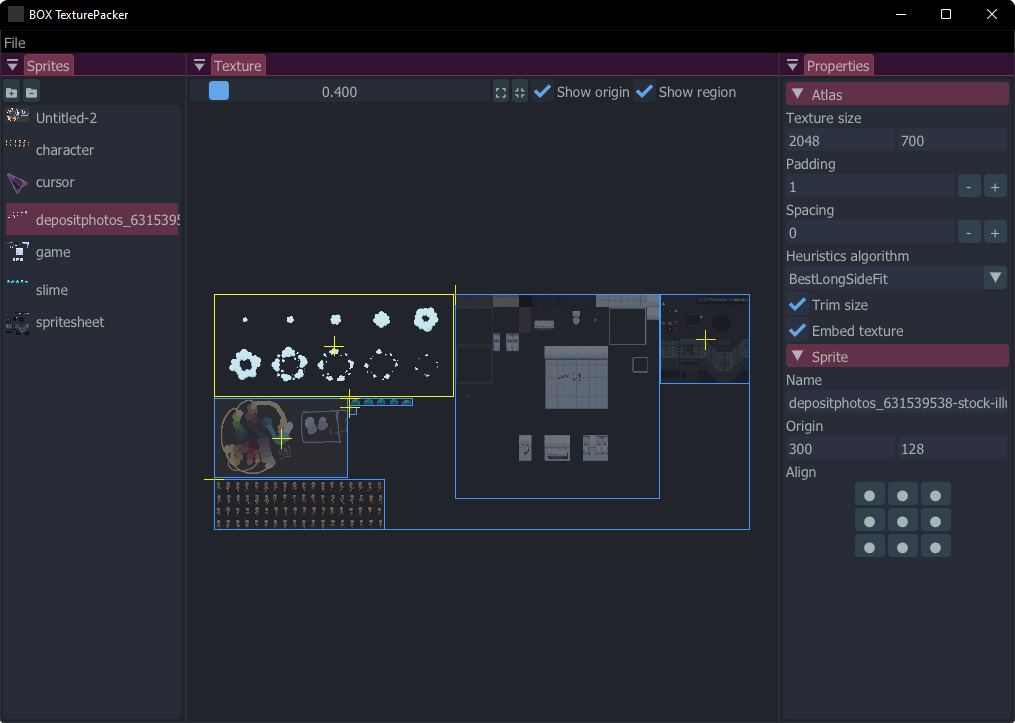 BOX TexturePacker
File
Sprites
Texture
Properties
0.400
Show origin
Show region
Untitled-2
character
cursor
depositphotos_6315395
game
slime
spritesheet
Atlas
Texture size
2048
700
Padding
1
-
+
Spacing
0
-
+
Heuristics algorithm
BestLongSideFit
Trim size
Embed texture
Sprite
Name
depositphotos_631539538-stock-illu
Origin
300
128
Align